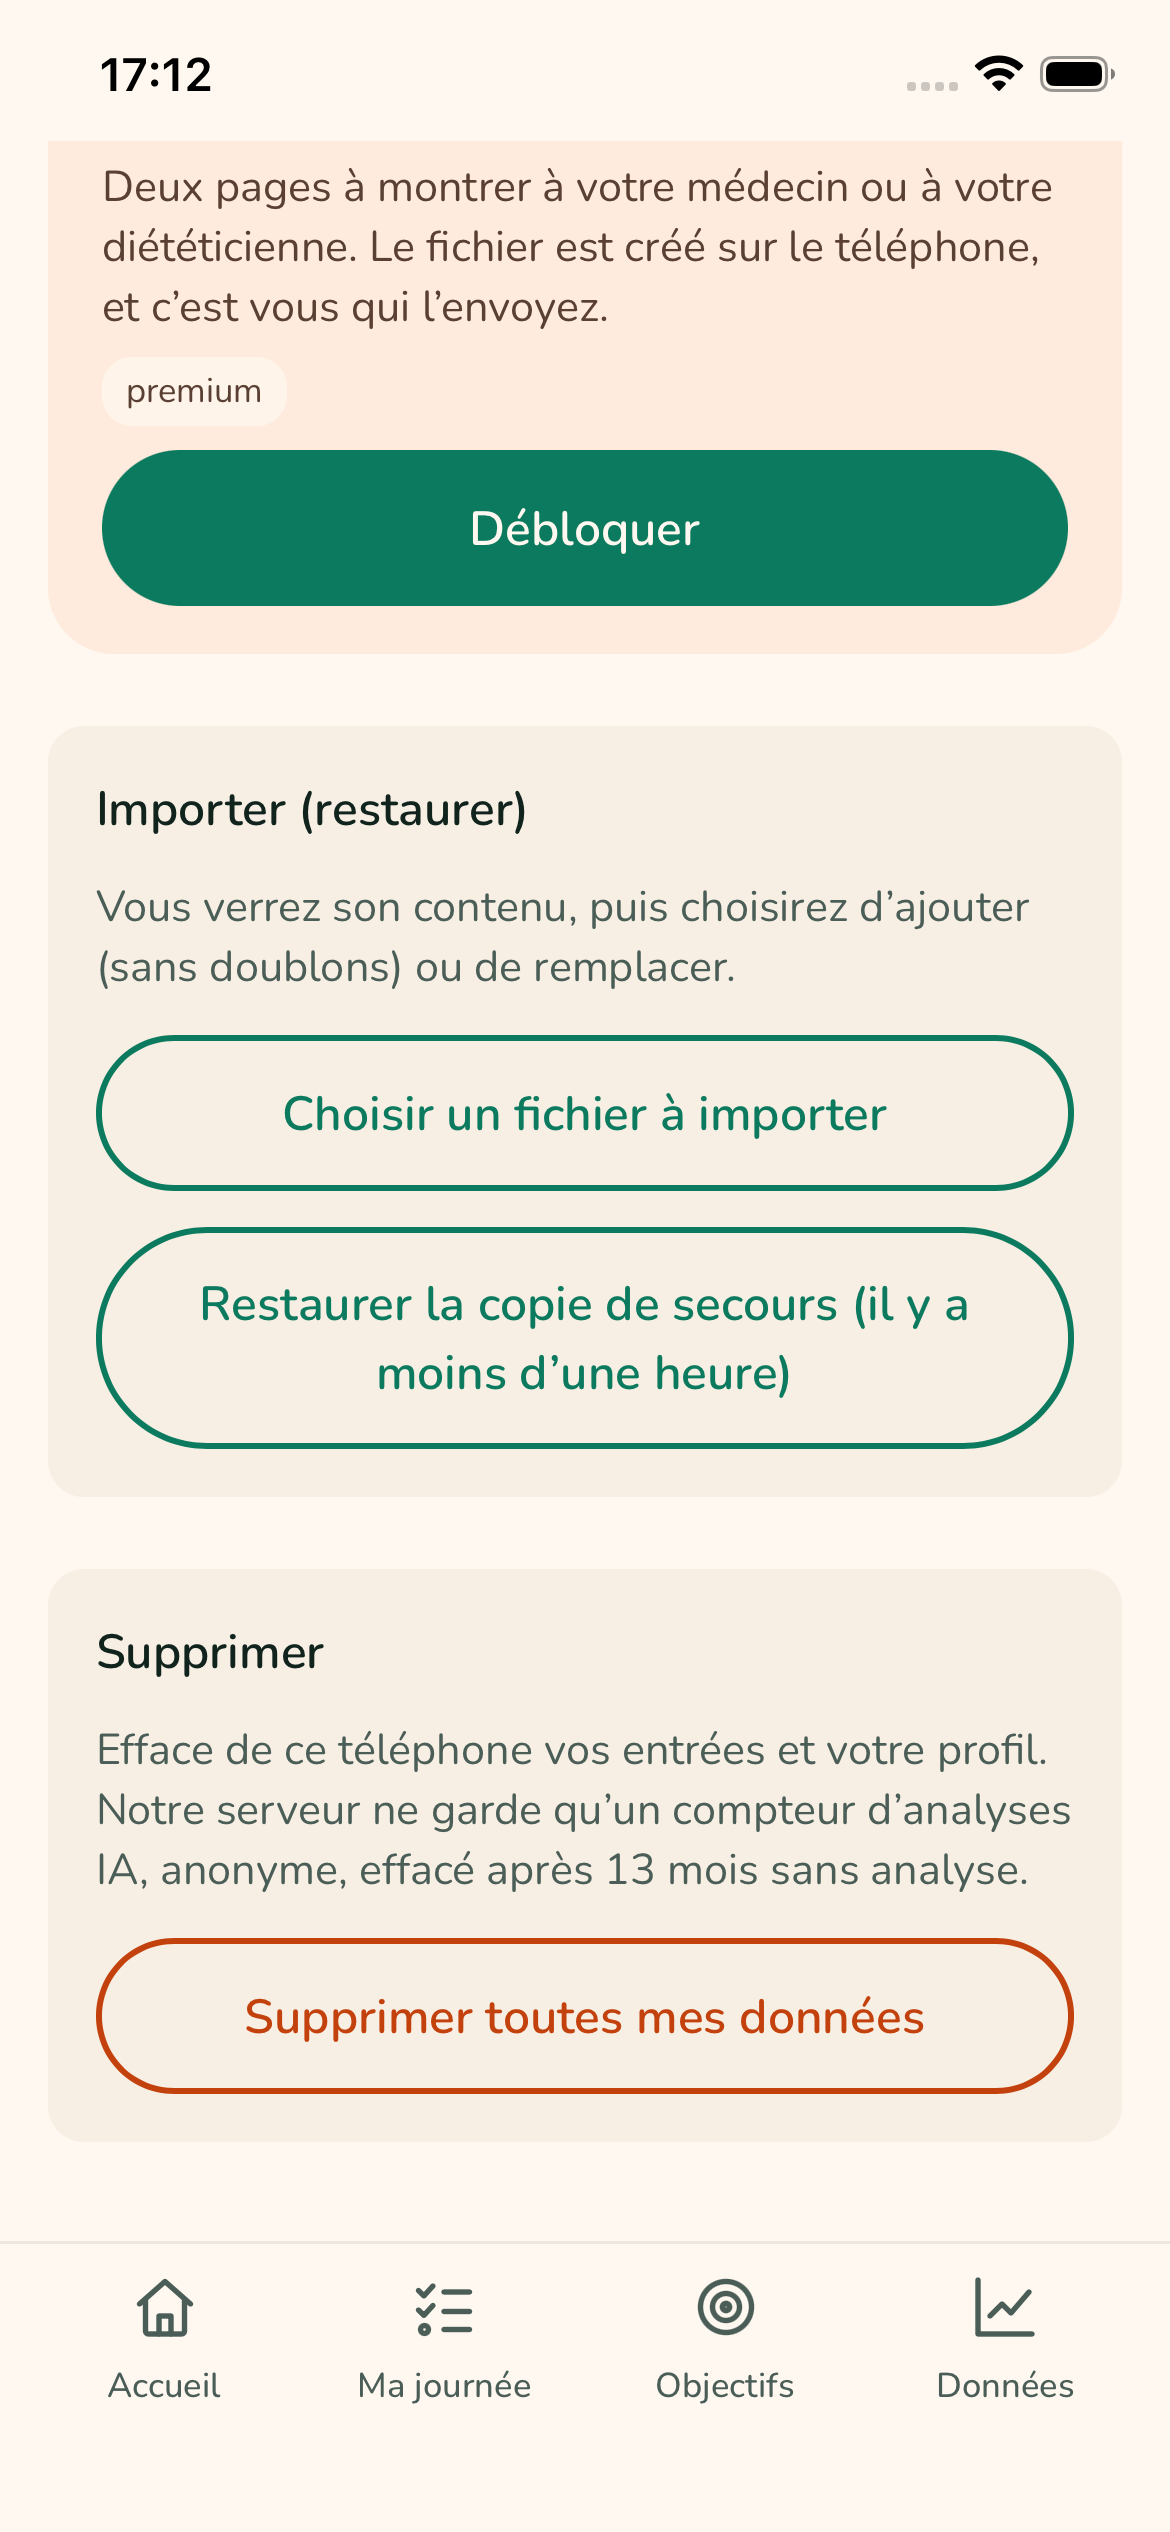 17:12
Deux pages à montrer à votre médecin ou à votre
diététicienne. Le fichier est créé sur le téléphone,
et c’est vous qui l’envoyez.
premium
Débloquer
Importer (restaurer)
Vous verrez son contenu, puis choisirez d’ajouter
(sans doublons) ou de remplacer.
Choisir un fichier à importer
Restaurer la copie de secours (il y a
moins d’une heure)
Supprimer
Efface de ce téléphone vos entrées et votre profil.
Notre serveur ne garde qu’un compteur d’analyses
IA, anonyme, effacé après 13 mois sans analyse.
Supprimer toutes mes données
Accueil
Ma journée
Objectifs
Données